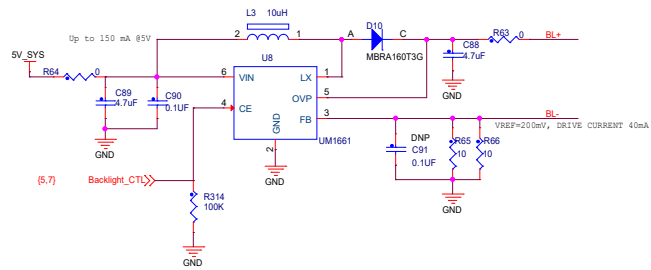 L3 10uH
Up to 150 mA @5V
2 1
A D10 C
MBRA160T3G
R63 0 BL+
5V_SYS
R64 0
U8
C88
4.7uF
GND
C89
4.7uF
C90
0.1UF
6 VIN LX 1
OVP 5
4 CE FB 3
GND
2
UM1661
GND
GND
BL-
VREF=200mV, DRIVE CURRENT 40mA
DNP
C91
0.1UF
R65
10
R66
10
GND
{5,7} Backlight_CTL
R314
100K
GND